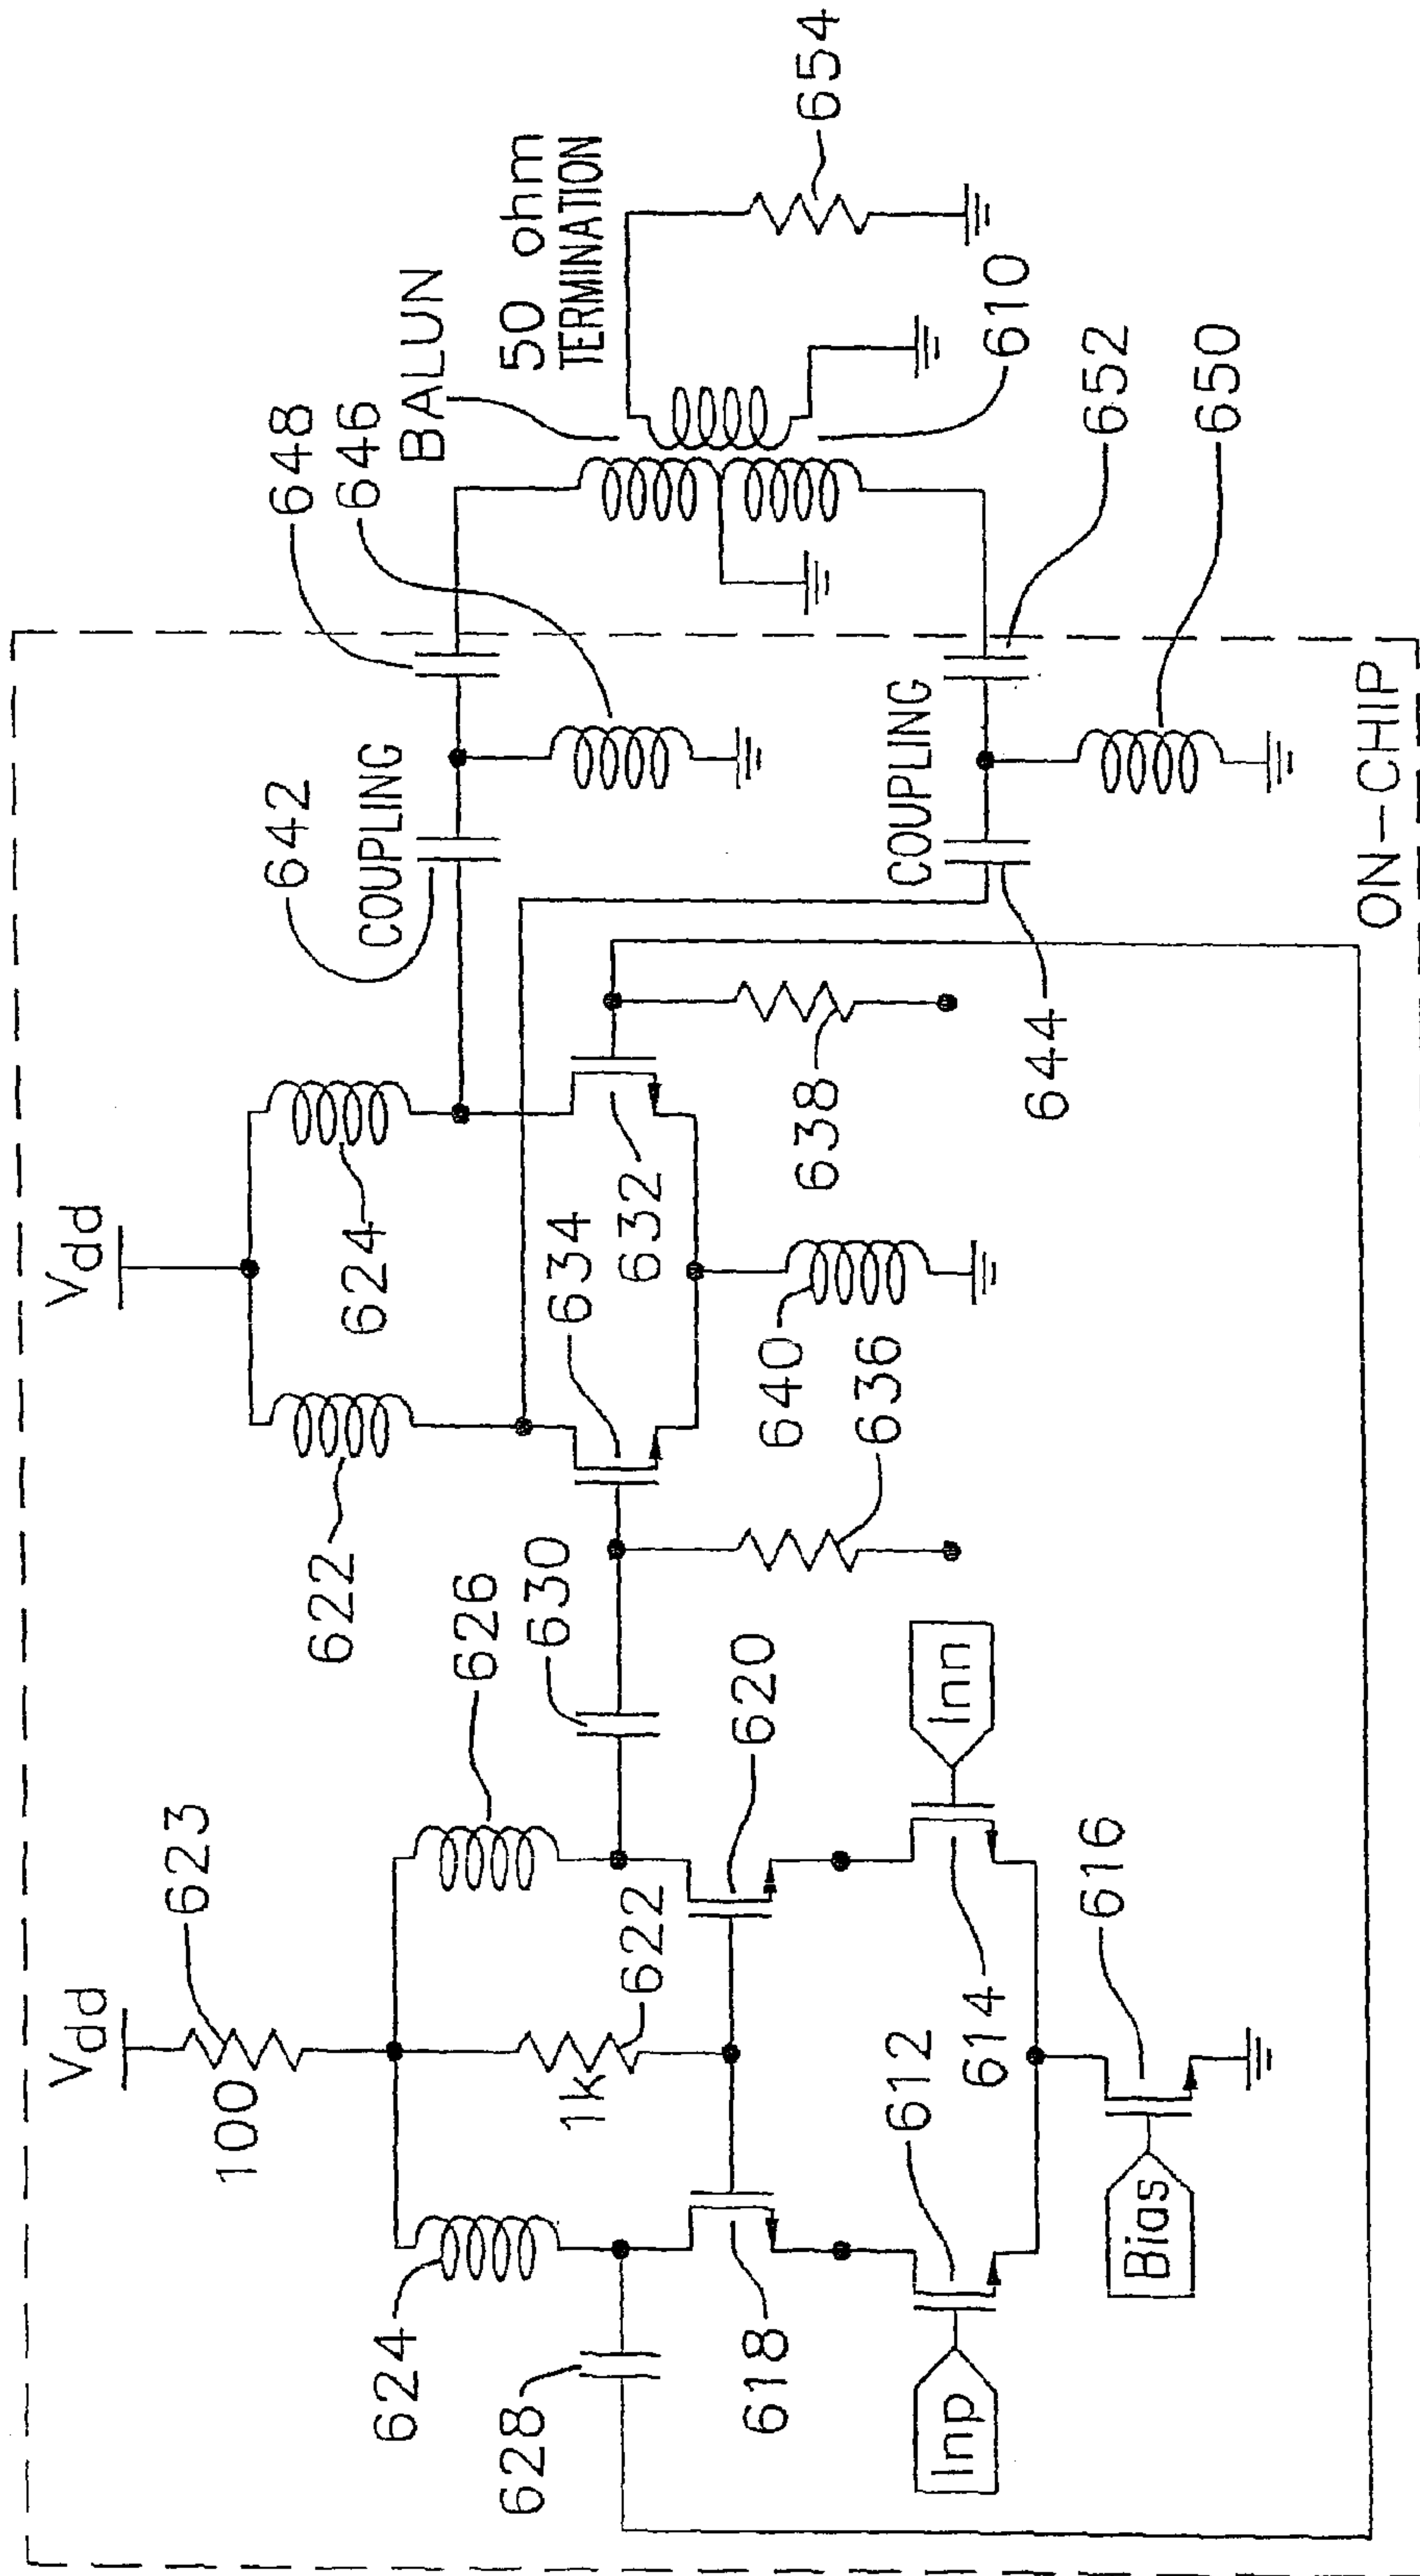 Vdd
623
100
624
626
1k
622
628
630
618
620
612
614
Inp
Inn
Bias
616
Vdd
622
624
634
632
640
636
638
642
COUPLING
648
646
BALUN
50 ohm
TERMINATION
654
610
COUPLING
644
652
650
ON-CHIP